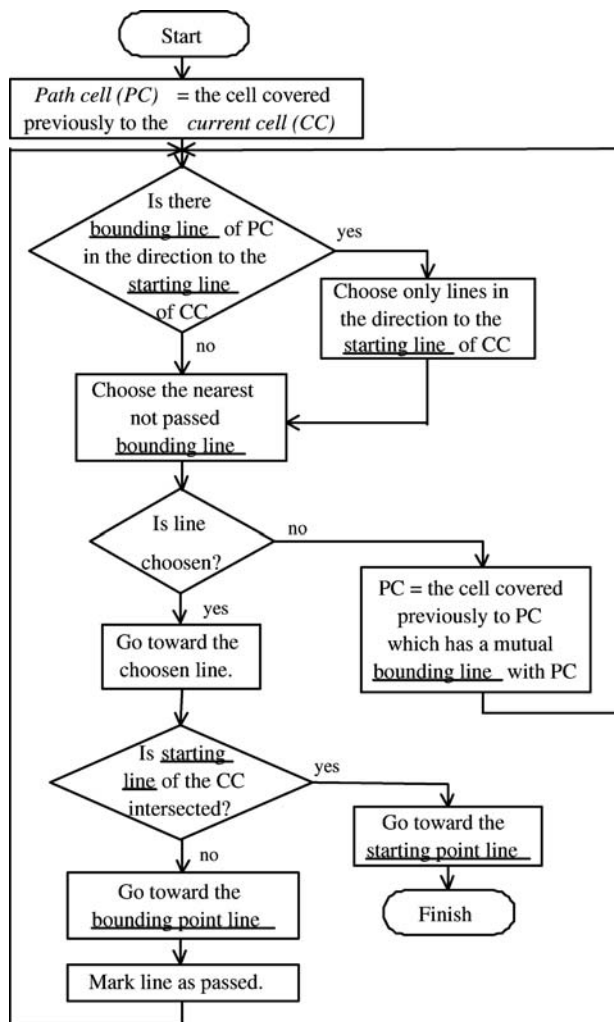 Start
Path cell (PC) = the cell covered
previously to the current cell (CC)
Is there
bounding line of PC
in the direction to the
starting line
of CC
yes
Choose only lines in
the direction to the
starting line of CC
no
Choose the nearest
not passed
bounding line
Is line
choosen?
no
PC = the cell covered
previously to PC
which has a mutual
bounding line with PC
yes
Go toward the
choosen line.
Is starting
line of the CC
intersected?
yes
Go toward the
starting point line
Finish
no
Go toward the
bounding point line
Mark line as passed.